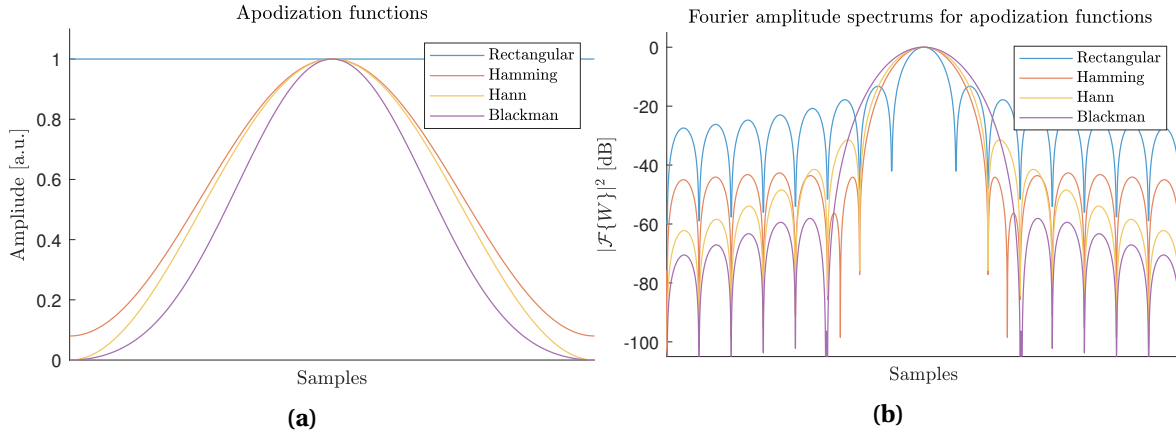 Apodization functions
1
0.8
0.6
0.4
0.2
0
Amplitude [a.u.]
Rectangular
Hamming
Hann
Blackman
Samples
(a)
Fourier amplitude spectrums for apodization functions
0
-20
-40
-60
-80
-100
|ℱ{W}|² [dB]
Rectangular
Hamming
Hann
Blackman
Samples
(b)